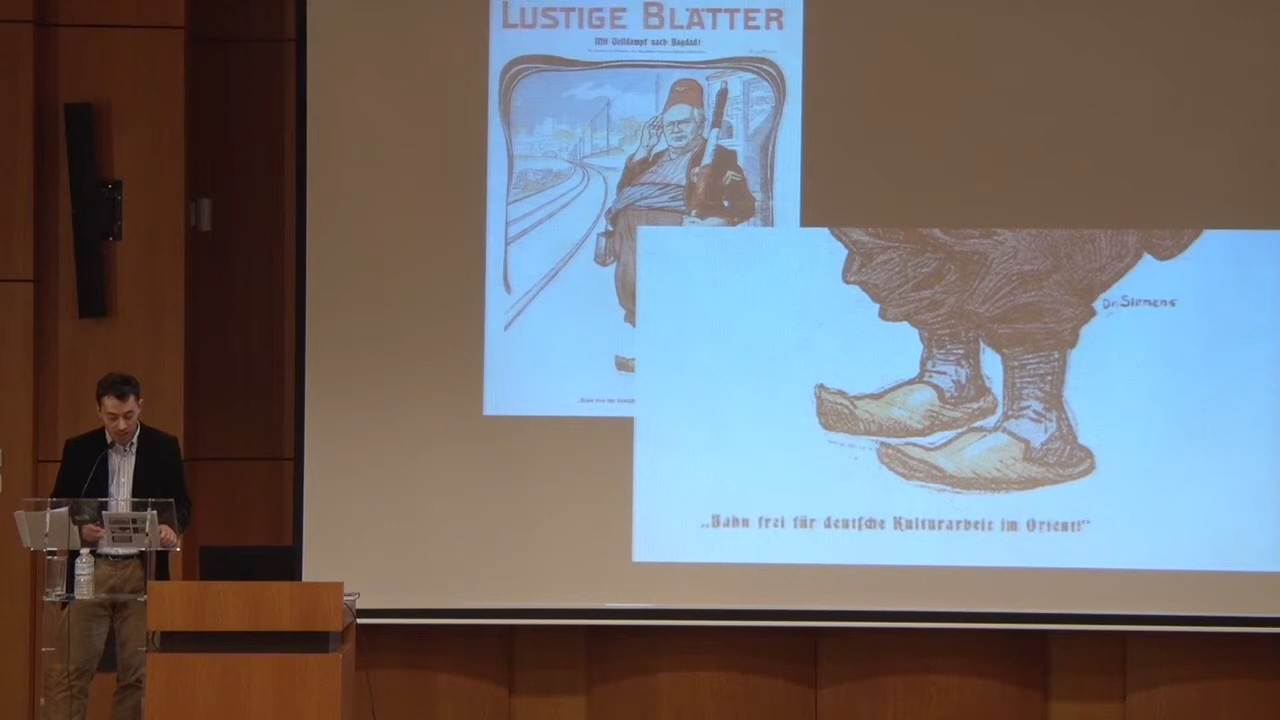 LUSTIGE BLÄTTER
Mit Volldampf nach Bagdad!
Dr. Siemens
„Bahn frei für deutsche Kulturarbeit im Orient!“